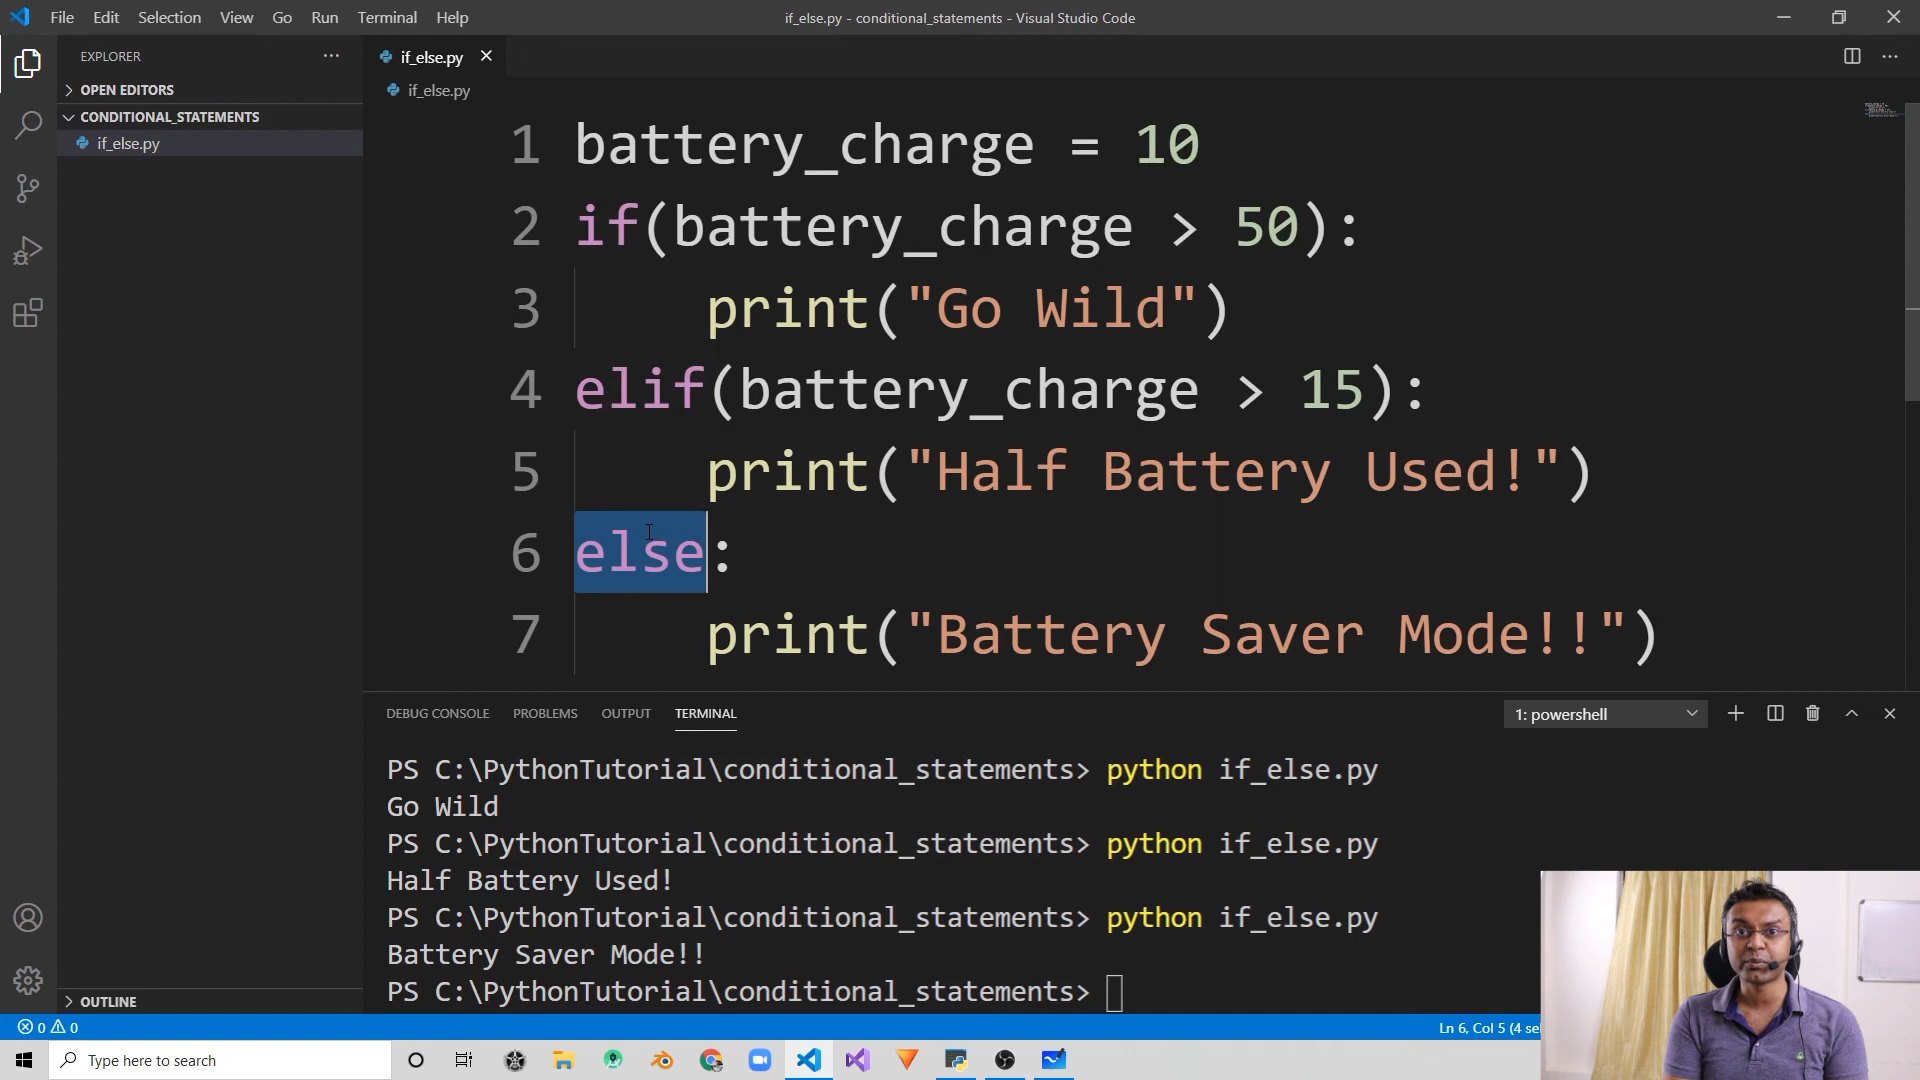 File Edit Selection View Go Run Terminal Help
if_else.py - conditional_statements - Visual Studio Code
EXPLORER
OPEN EDITORS
CONDITIONAL_STATEMENTS
if_else.py
if_else.py
if_else.py
1 battery_charge = 10
2 if(battery_charge > 50):
3 print("Go Wild")
4 elif(battery_charge > 15):
5 print("Half Battery Used!")
6 else:
7 print("Battery Saver Mode!!")
DEBUG CONSOLE PROBLEMS OUTPUT TERMINAL
1: powershell
PS C:\PythonTutorial\conditional_statements> python if_else.py
Go Wild
PS C:\PythonTutorial\conditional_statements> python if_else.py
Half Battery Used!
PS C:\PythonTutorial\conditional_statements> python if_else.py
Battery Saver Mode!!
PS C:\PythonTutorial\conditional_statements>
OUTLINE
0 0
Ln 6, Col 5 (4 sel
Type here to search